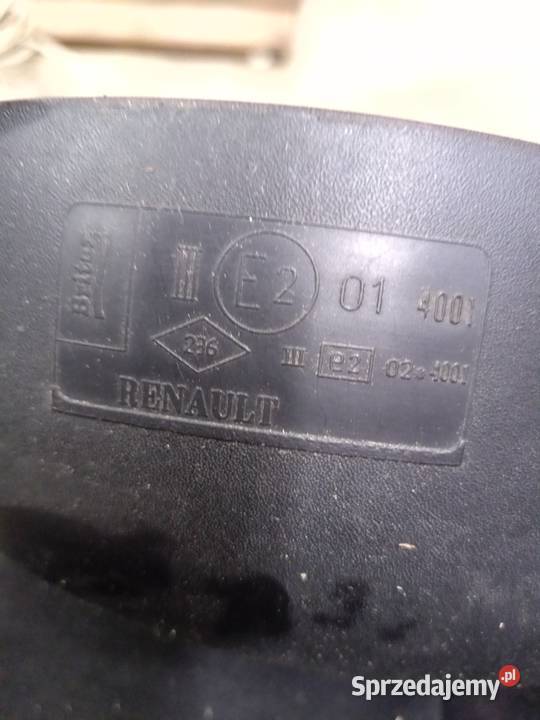 Britax
III E2 01 4001
236 III e2 02*4001
RENAULT
Sprzedajemy.pl